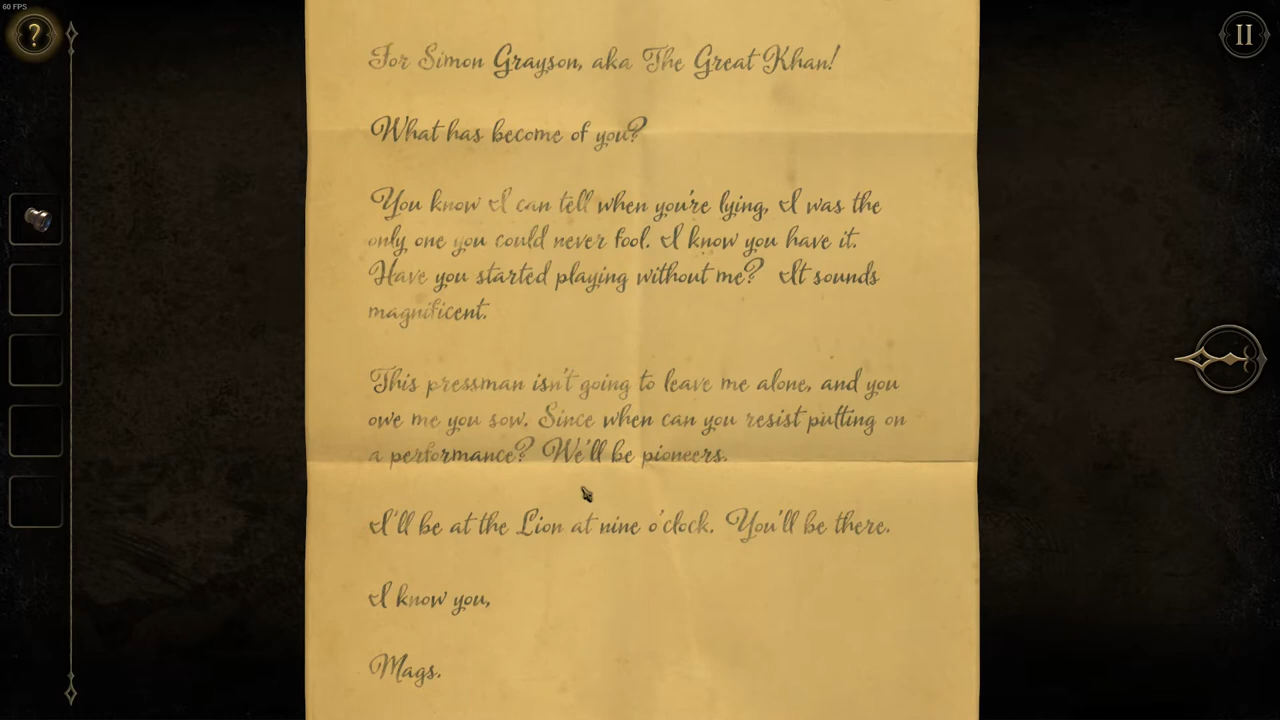 60 FPS
?
For Simon Grayson, aka The Great Khan!
What has become of you?
You know I can tell when you're lying, I was the
only one you could never fool. I know you have it.
Have you started playing without me? It sounds
magnificent.
This pressman isn't going to leave me alone, and you
owe me you sow. Since when can you resist putting on
a performance? We'll be pioneers.
I'll be at the Lion at nine o'clock. You'll be there.
I know you,
Mags.